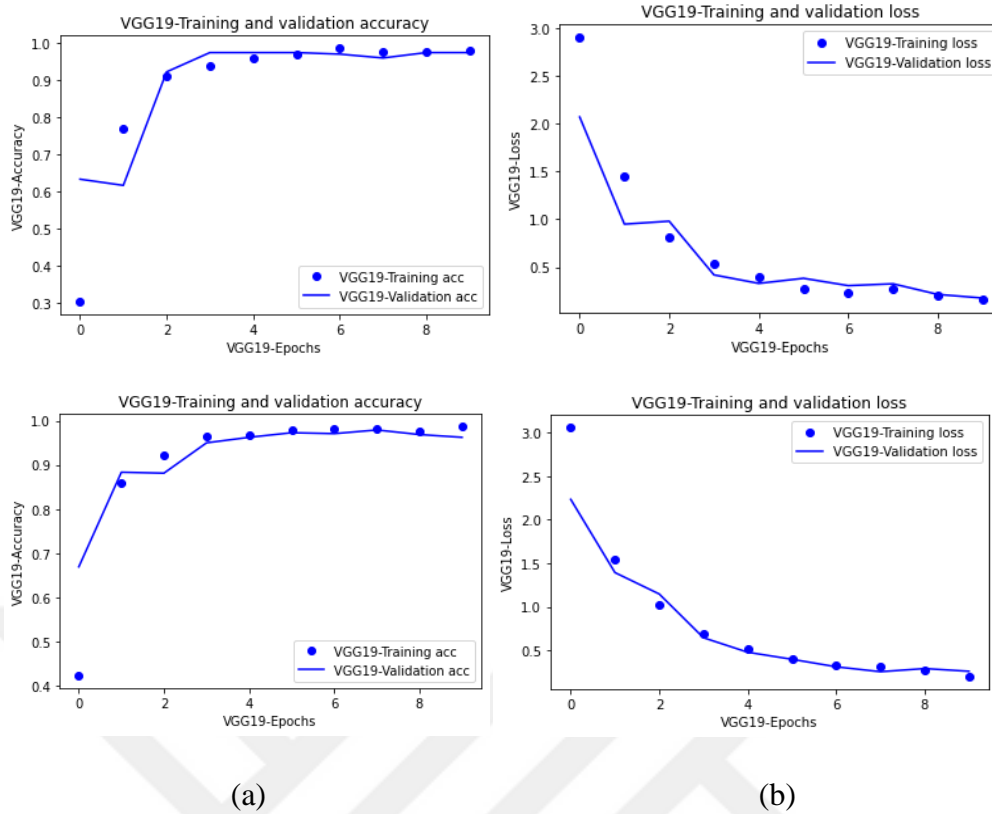 VGG19-Training and validation accuracy
1.0
0.9
0.8
0.7
0.6
0.5
0.4
0.3
VGG19-Accuracy
VGG19-Training acc
VGG19-Validation acc
0 2 4 6 8
VGG19-Epochs
VGG19-Training and validation loss
3.0
2.5
2.0
1.5
1.0
0.5
VGG19-Loss
VGG19-Training loss
VGG19-Validation loss
0 2 4 6 8
VGG19-Epochs
VGG19-Training and validation accuracy
1.0
0.9
0.8
0.7
0.6
0.5
0.4
VGG19-Accuracy
VGG19-Training acc
VGG19-Validation acc
0 2 4 6 8
VGG19-Epochs
VGG19-Training and validation loss
3.0
2.5
2.0
1.5
1.0
0.5
VGG19-Loss
VGG19-Training loss
VGG19-Validation loss
0 2 4 6 8
VGG19-Epochs
(a)
(b)